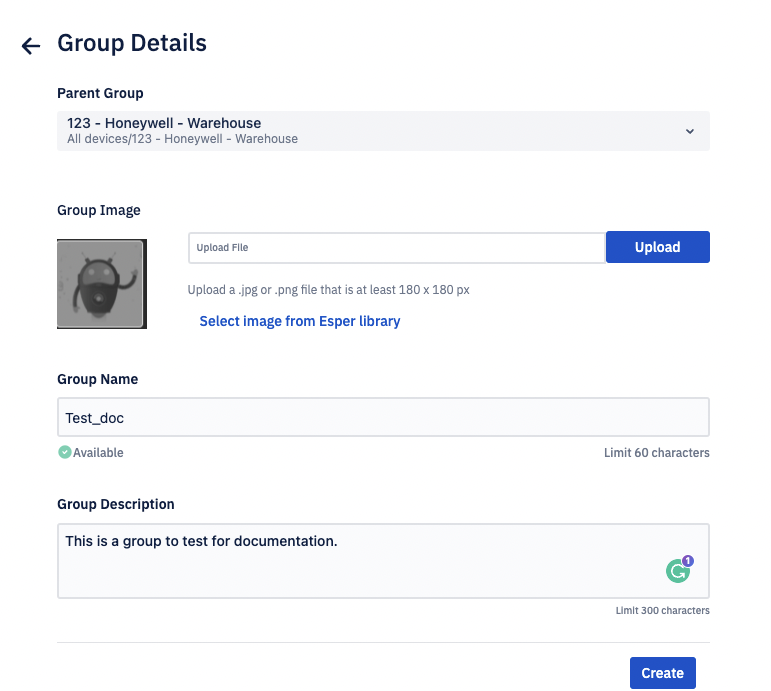 Group Details
Parent Group
123 - Honeywell - Warehouse
All devices/123 - Honeywell - Warehouse
Group Image
Upload File
Upload
Upload a .jpg or .png file that is at least 180 x 180 px
Select image from Esper library
Group Name
Test_doc
Available
Limit 60 characters
Group Description
This is a group to test for documentation.
1
Limit 300 characters
Create